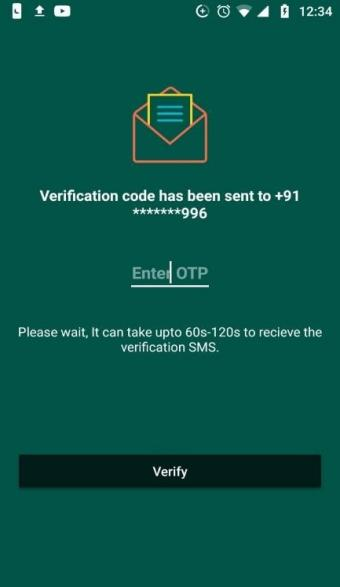 12:34
Verification code has been sent to +91
*******996
Enter OTP
Please wait, It can take upto 60s-120s to recieve the
verification SMS.
Verify